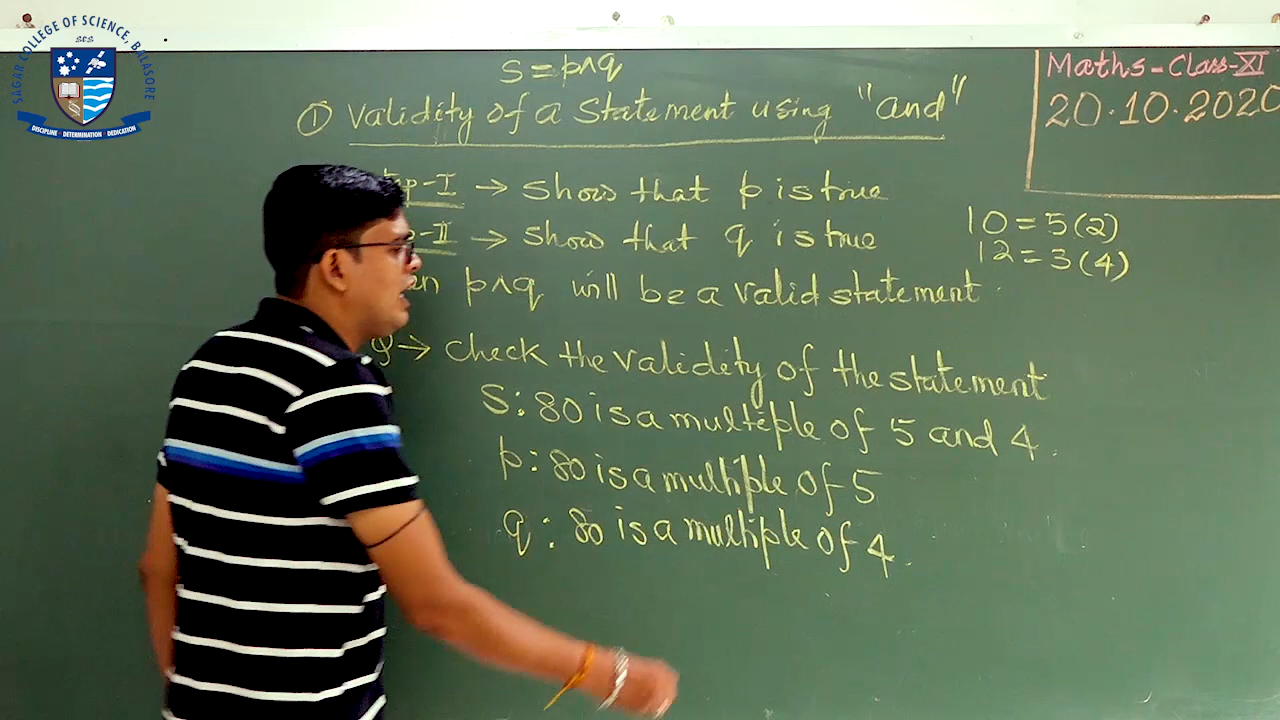 SAGAR COLLEGE OF SCIENCE, BALASORE
SCS
DISCIPLINE · DETERMINATION · DEDICATION
Maths - Class - XI
20.10.2020
S = p∧q
① Validity of a statement using "and"
tep-I → Show that p is true
-II → Show that q is true
en p∧q will be a valid statement.
10 = 5(2)
12 = 3(4)
Q → Check the validity of the statement
S: 80 is a multiple of 5 and 4.
p: 80 is a multiple of 5
q: 80 is a multiple of 4.